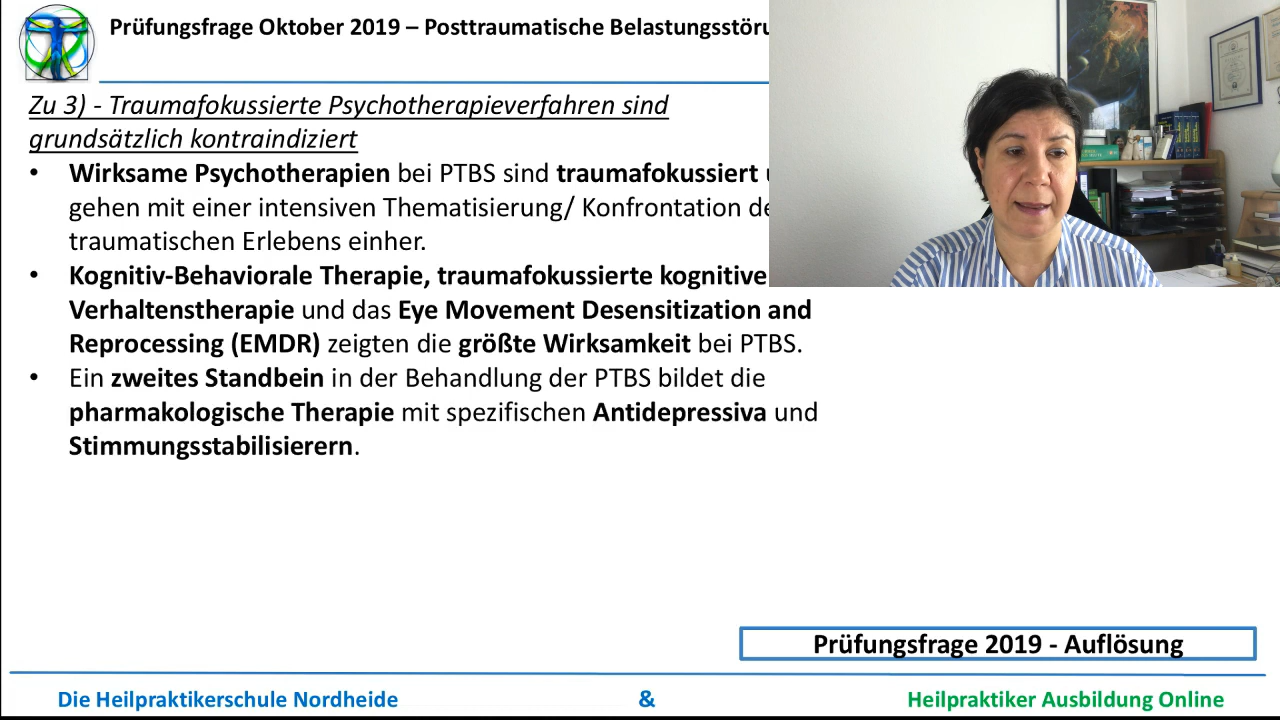 Prüfungsfrage Oktober 2019 – Posttraumatische
Zu 3) - Traumafokussierte Psychotherapieverfahren sind
grundsätzlich kontraindiziert
• Wirksame Psychotherapien bei PTBS sind traumafokussiert
gehen mit einer intensiven Thematisierung/ Konfrontation
traumatischen Erlebens einher.
• Kognitiv-Behaviorale Therapie, traumafokussierte kognitive
Verhaltenstherapie und das Eye Movement Desensitization and
Reprocessing (EMDR) zeigten die größte Wirksamkeit bei PTBS.
• Ein zweites Standbein in der Behandlung der PTBS bildet die
pharmakologische Therapie mit spezifischen Antidepressiva und
Stimmungsstabilisierern.
Prüfungsfrage 2019 - Auflösung
Die Heilpraktikerschule Nordheide & Heilpraktiker Ausbildung Online